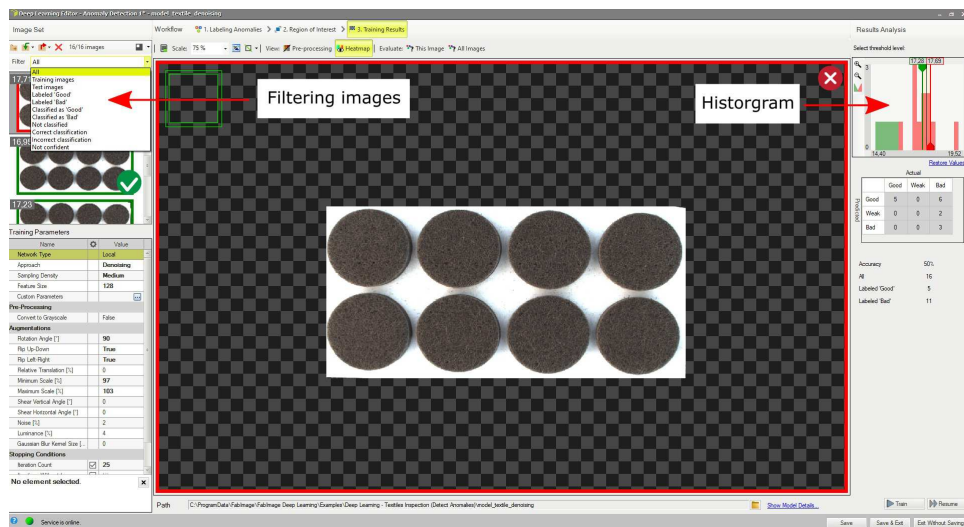 Deep Learning Editor - Anomaly Detection 1* - model_textile_denoising
Image Set
Workflow 1. Labeling Anomalies > 2. Region of Interest > 3. Training Results
Results Analysis
16/16 images
Scale: 75 % View: Pre-processing Heatmap Evaluate: This Image All Images
Select threshold level:
Filter All
All
Training images
Test images
Labeled 'Good'
Labeled 'Bad'
Classified as 'Good'
Classified as 'Bad'
Not classified
Correct classification
Incorrect classification
Not confident
17,23
Filtering images
Historgram
17,28 17,69
3
0
14,40 19,52
Restore Values
Actual
Good Weak Bad
Predicted
Good 5 0 6
Weak 0 0 2
Bad 0 0 3
Accuracy 50%
All 16
Labeled 'Good' 5
Labeled 'Bad' 11
Training Parameters
Name Value
Network Type Local
Approach Denoising
Sampling Density Medium
Feature Size 128
Custom Parameters
Pre-Processing
Convert to Grayscale False
Augmentations
Rotation Angle [°] 90
Flip Up-Down True
Flip Left-Right True
Relative Translation [%] 0
Minimum Scale [%] 97
Maximum Scale [%] 103
Shear Vertical Angle [°] 0
Shear Horizontal Angle [°] 0
Noise [%] 2
Luminance [%] 4
Gaussian Blur Kernel Size [... 0
Stopping Conditions
Iteration Count 25
No element selected.
Path C:\ProgramData\FabImage\FabImage Deep Learning\Examples\Deep Learning - Textiles Inspection (Detect Anomalies)\model_textile_denoising
Show Model Details...
Train Resume
Service is online.
Save Save & Exit Exit Without Saving